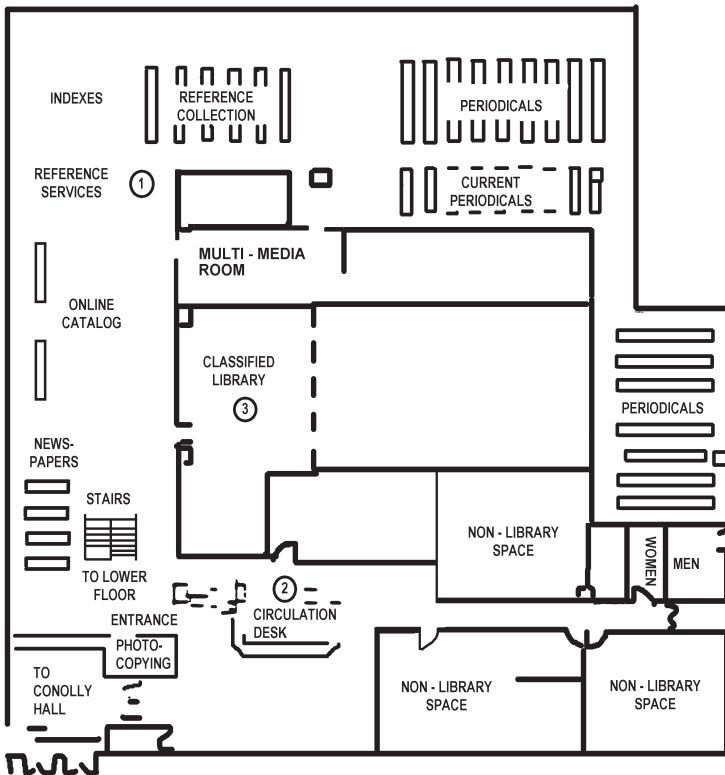 INDEXES
REFERENCE
COLLECTION
PERIODICALS
REFERENCE
SERVICES
1
CURRENT
PERIODICALS
MULTI - MEDIA
ROOM
ONLINE
CATALOG
CLASSIFIED
LIBRARY
3
PERIODICALS
NEWS-
PAPERS
STAIRS
NON - LIBRARY
SPACE
WOMEN
MEN
TO LOWER
FLOOR
2
CIRCULATION
DESK
ENTRANCE
PHOTO-
COPYING
TO
CONOLLY
HALL
NON - LIBRARY
SPACE
NON - LIBRARY
SPACE